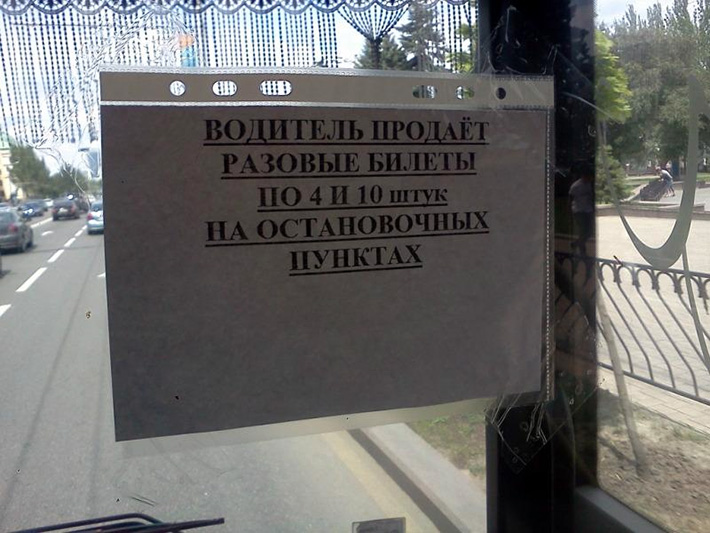 ВОДИТЕЛЬ ПРОДАЁТ
РАЗОВЫЕ БИЛЕТЫ
ПО 4 И 10 штук
НА ОСТАНОВОЧНЫХ
ПУНКТАХ